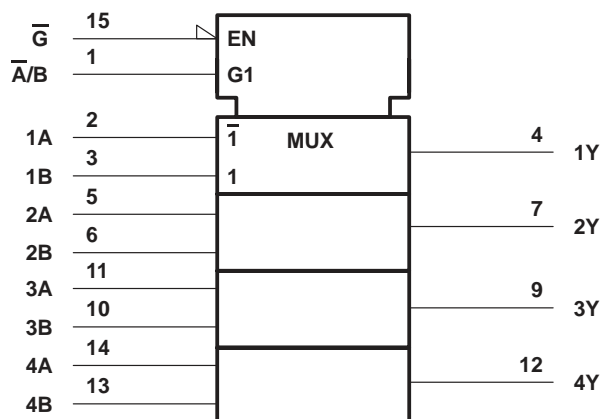 G̅ 15 EN
A̅/B 1 G1
1A 2 1̅ MUX 4 1Y
1B 3 1
2A 5 7 2Y
2B 6
3A 11 9 3Y
3B 10
4A 14 12 4Y
4B 13